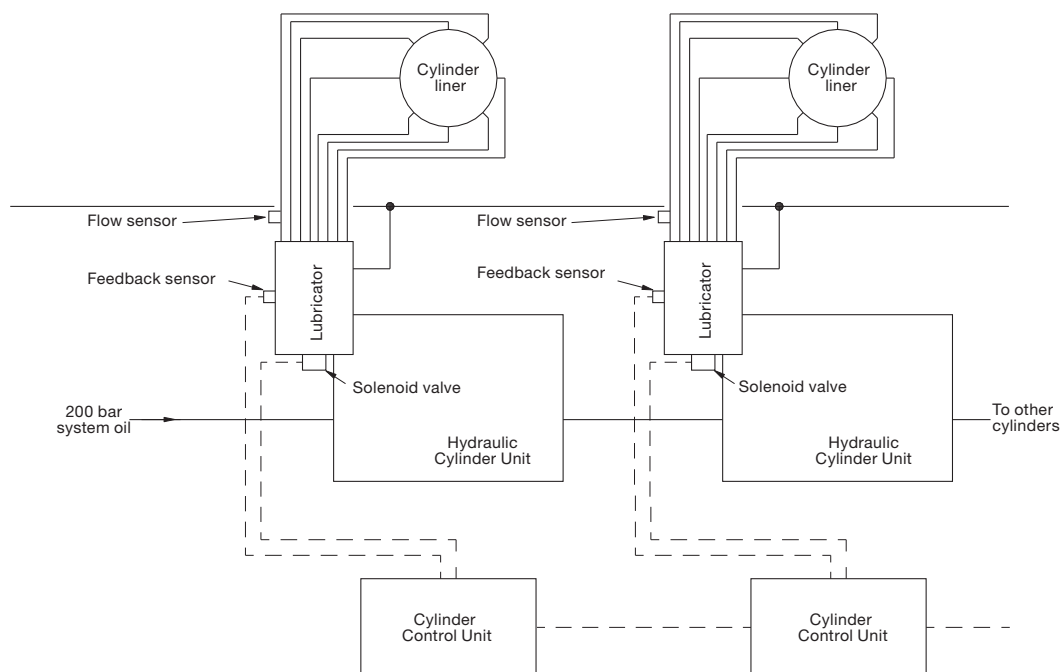 Cylinder
liner
Cylinder
liner
Flow sensor
Flow sensor
Feedback sensor
Feedback sensor
Lubricator
Lubricator
Solenoid valve
Solenoid valve
200 bar
system oil
To other
cylinders
Hydraulic
Cylinder Unit
Hydraulic
Cylinder Unit
Cylinder
Control Unit
Cylinder
Control Unit